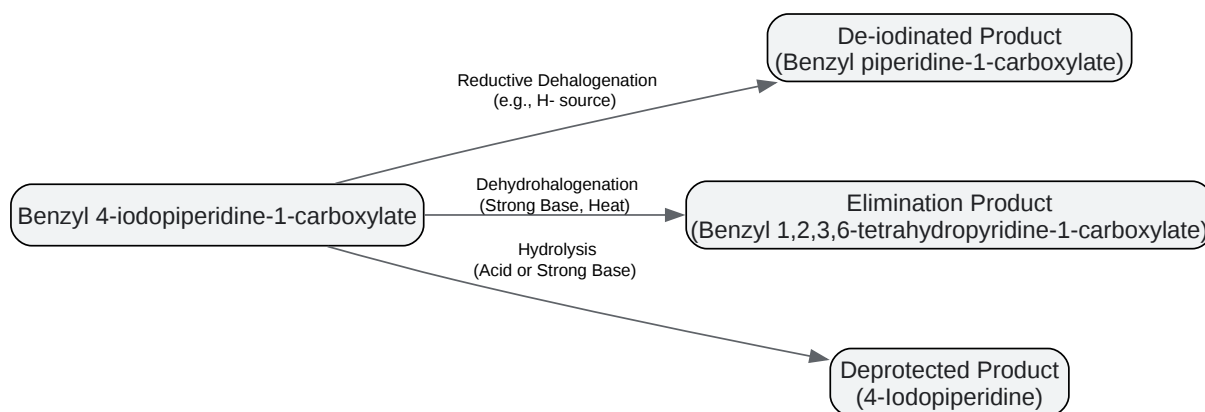 De-iodinated Product
(Benzyl piperidine-1-carboxylate)
Reductive Dehalogenation
(e.g., H- source)
Benzyl 4-iodopiperidine-1-carboxylate
Dehydrohalogenation
(Strong Base, Heat)
Elimination Product
(Benzyl 1,2,3,6-tetrahydropyridine-1-carboxylate)
Hydrolysis
(Acid or Strong Base)
Deprotected Product
(4-Iodopiperidine)